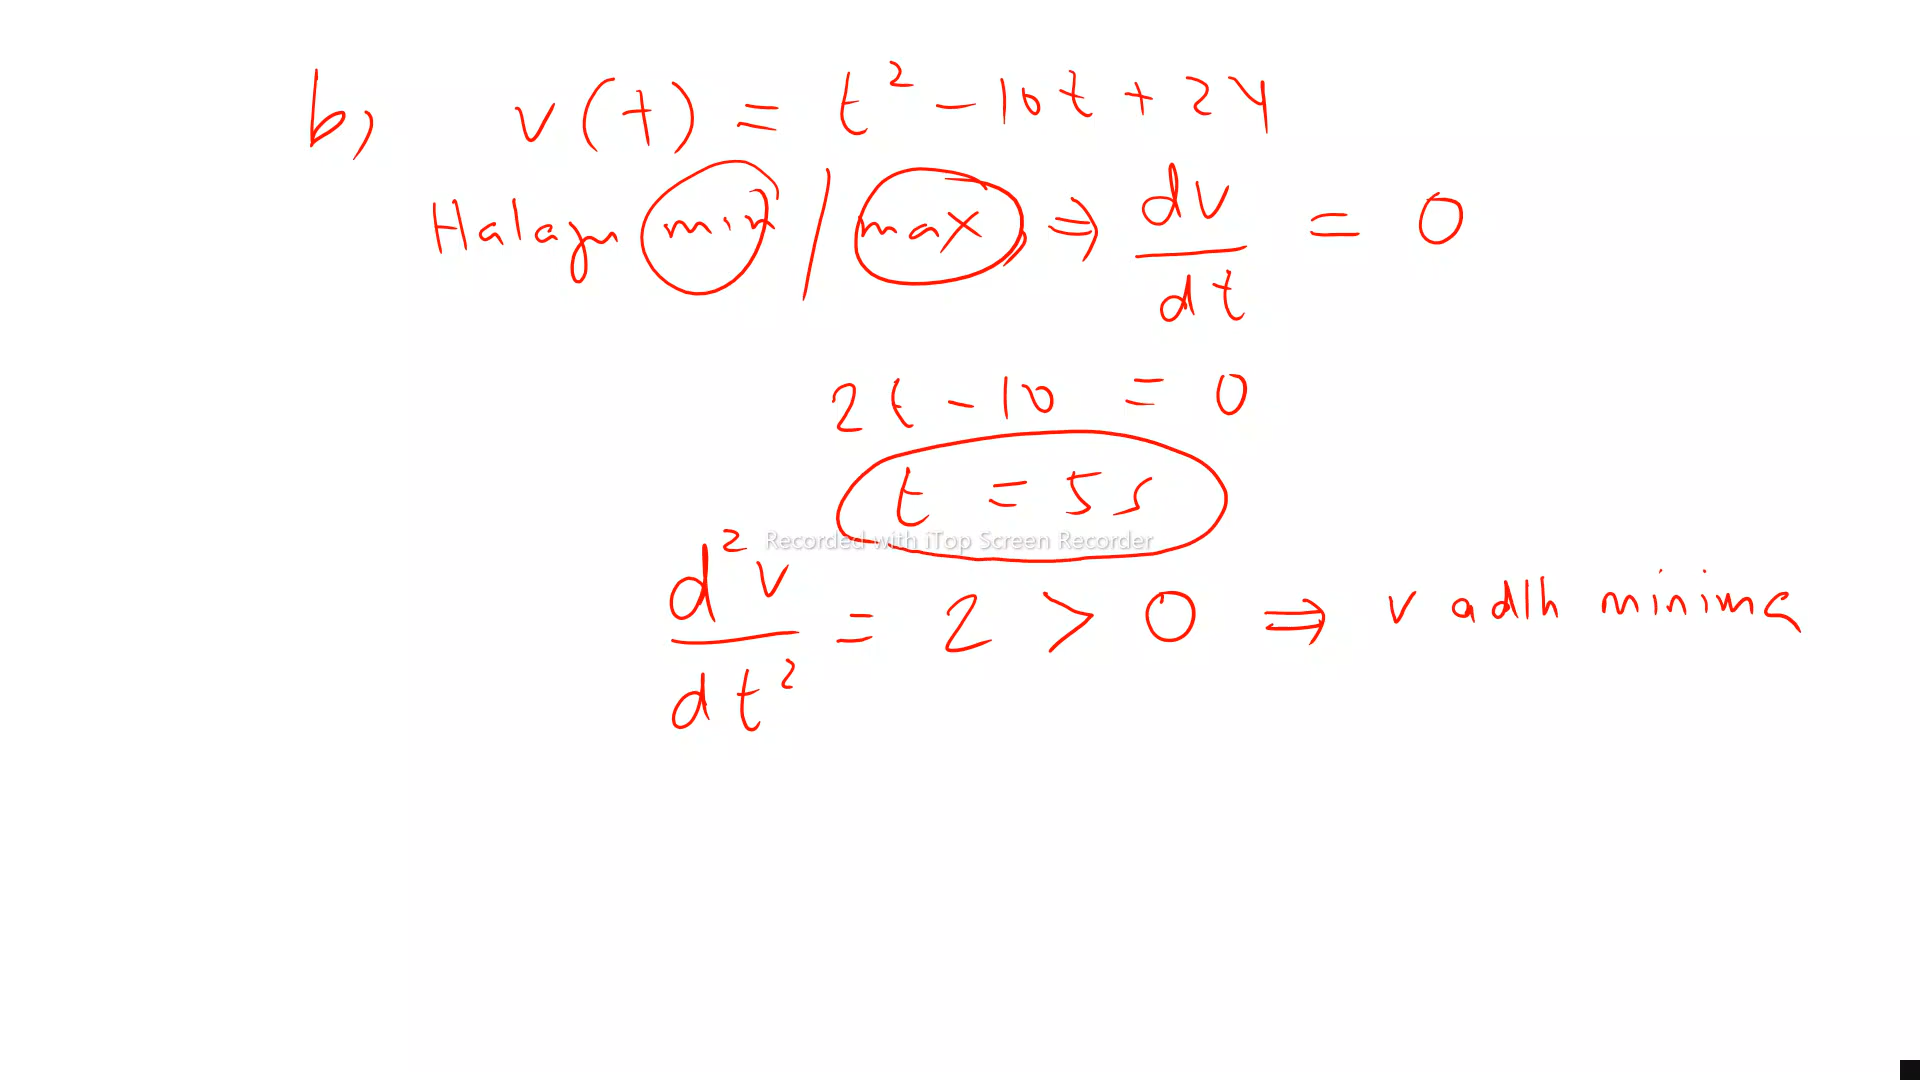 b, v(t) = t² - 10t + 24
Halaju min / max ⇒ dv/dt = 0
2t - 10 = 0
t = 5s
Recorded with iTop Screen Recorder
d²v/dt² = 2 > 0 ⇒ v adlh minima